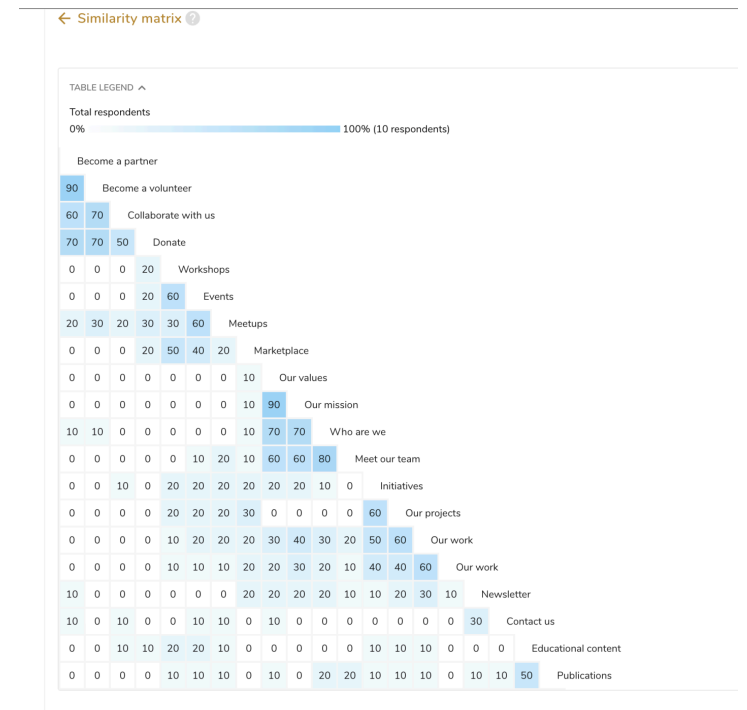 ← Similarity matrix ?
TABLE LEGEND
Total respondents
0% 100% (10 respondents)
Become a partner
90 Become a volunteer
60 70 Collaborate with us
70 70 50 Donate
0 0 0 20 Workshops
0 0 0 20 60 Events
20 30 20 30 30 60 Meetups
0 0 0 20 50 40 20 Marketplace
0 0 0 0 0 0 0 10 Our values
0 0 0 0 0 0 0 10 90 Our mission
10 10 0 0 0 0 0 10 70 70 Who are we
0 0 0 0 0 10 20 10 60 60 80 Meet our team
0 0 10 0 20 20 20 20 20 20 10 0 Initiatives
0 0 0 0 20 20 20 30 0 0 0 0 60 Our projects
0 0 0 0 10 20 20 20 30 40 30 20 50 60 Our work
0 0 0 0 10 10 10 20 20 30 20 10 40 40 60 Our work
10 0 0 0 0 0 0 20 20 20 20 10 10 20 30 10 Newsletter
10 0 10 0 0 10 10 0 10 0 0 0 0 0 0 0 30 Contact us
0 0 10 10 20 20 10 0 0 0 0 0 10 10 10 0 0 0 Educational content
0 0 0 0 10 10 10 0 10 0 20 20 10 10 10 0 10 10 50 Publications